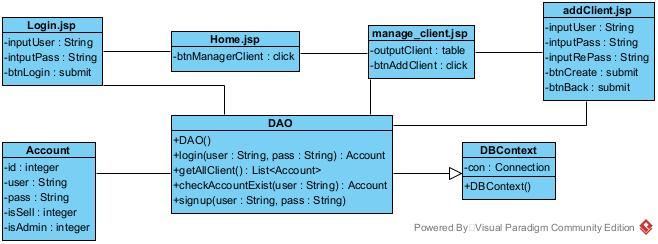 Login.jsp
-inputUser : String
-intputPass : String
-btnLogin : submit
Home.jsp
-btnManagerClient : click
manage_client.jsp
-outputClient : table
-btnAddClient : click
addClient.jsp
-inputUser : String
-intputPass : String
-inputRePass : String
-btnCreate : submit
-btnBack : submit
Account
-id : integer
-user : String
-pass : String
-isSell : integer
-isAdmin : integer
DAO
+DAO()
+login(user : String, pass : String) : Account
+getAllClient() : List<Account>
+checkAccountExist(user : String) : Account
+signup(user : String, pass : String)
DBContext
-con : Connection
+DBContext()
Powered By Visual Paradigm Community Edition